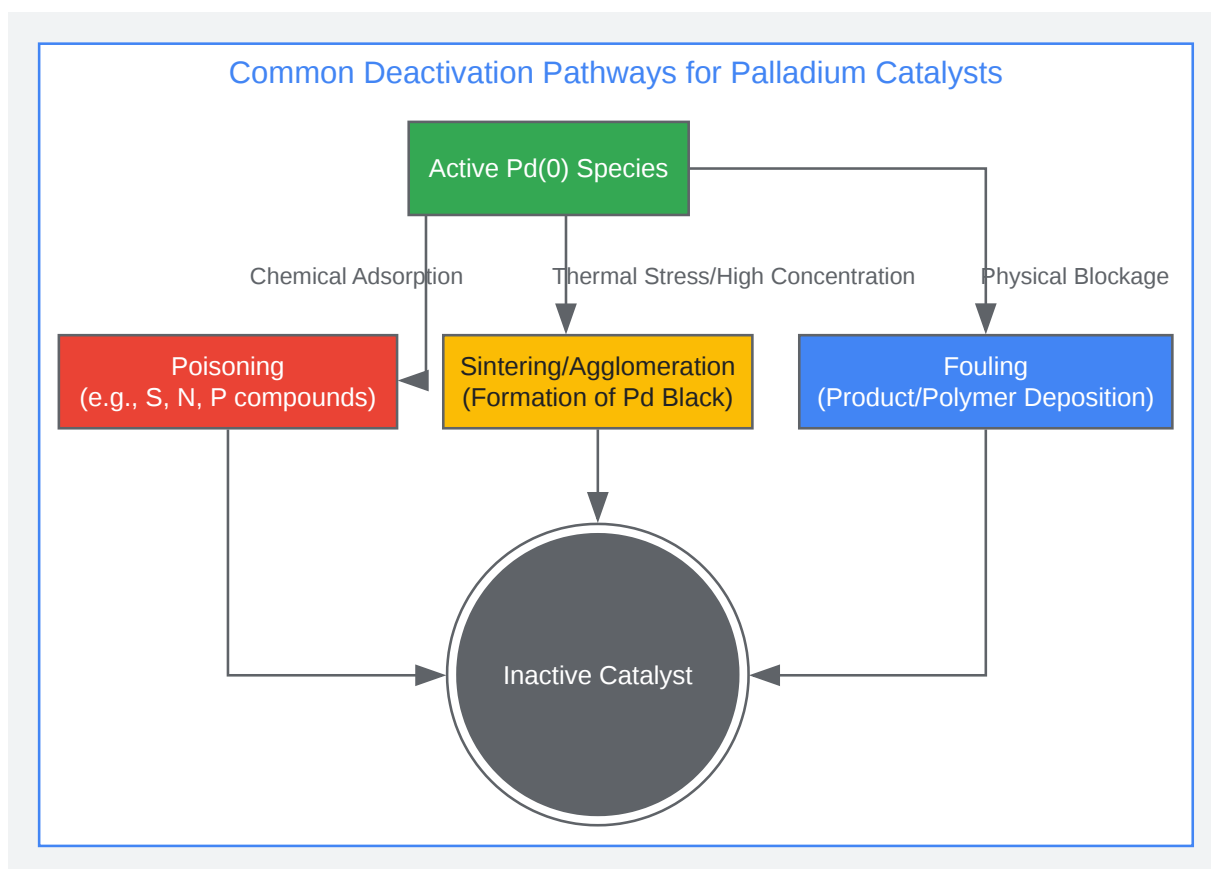 Common Deactivation Pathways for Palladium Catalysts
Active Pd(0) Species
Chemical Adsorption
Thermal Stress/High Concentration
Physical Blockage
Poisoning
(e.g., S, N, P compounds)
Sintering/Agglomeration
(Formation of Pd Black)
Fouling
(Product/Polymer Deposition)
Inactive Catalyst